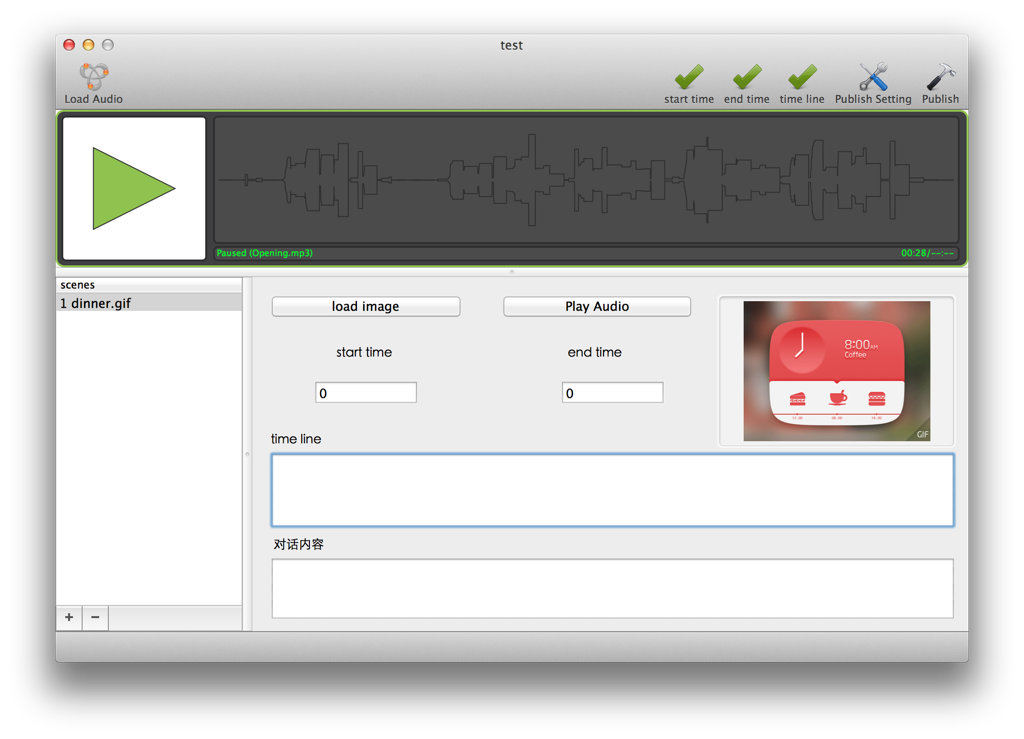 test
Load Audio
start time
end time
time line
Publish Setting
Publish
Paused (Opening.mp3)
00:28/--:--
scenes
1 dinner.gif
load image
Play Audio
start time
end time
0
0
8:00AM
Coffee
GIF
time line
对话内容
+
−